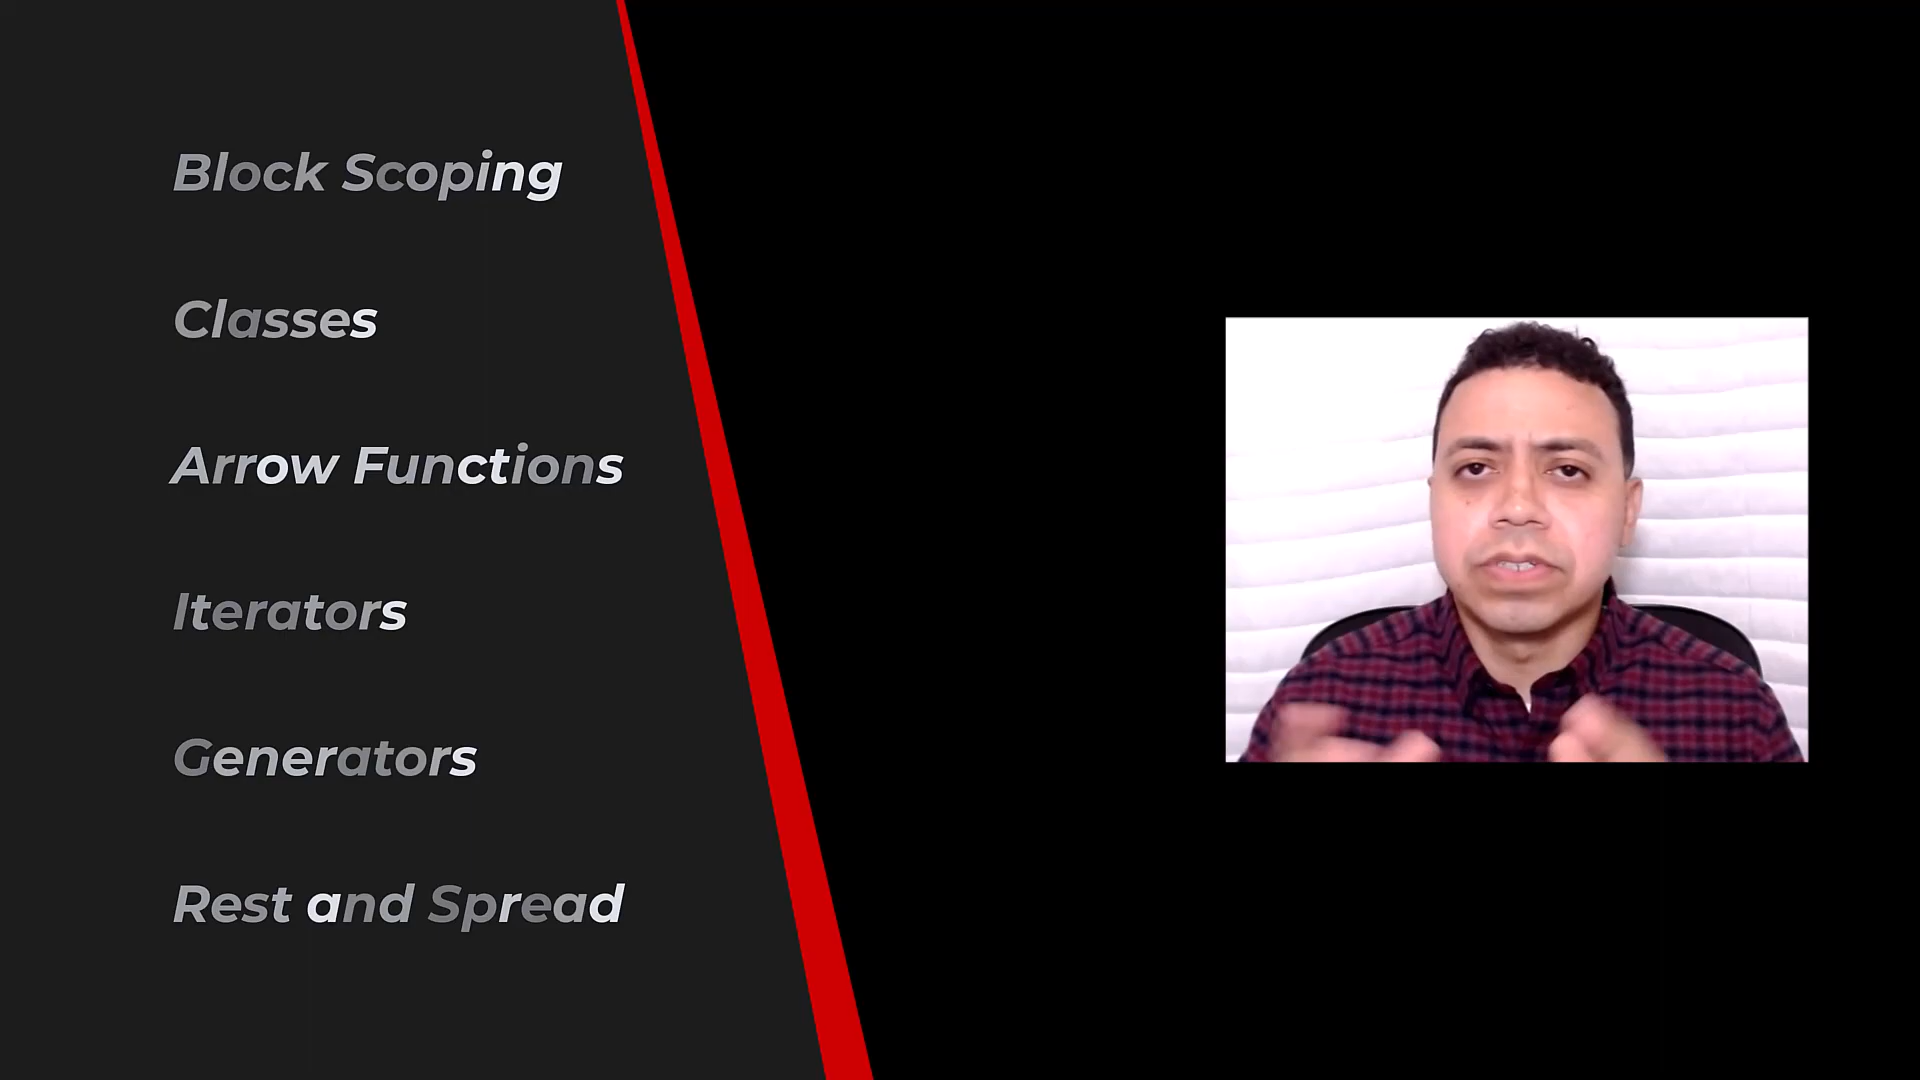 Block Scoping
Classes
Arrow Functions
Iterators
Generators
Rest and Spread